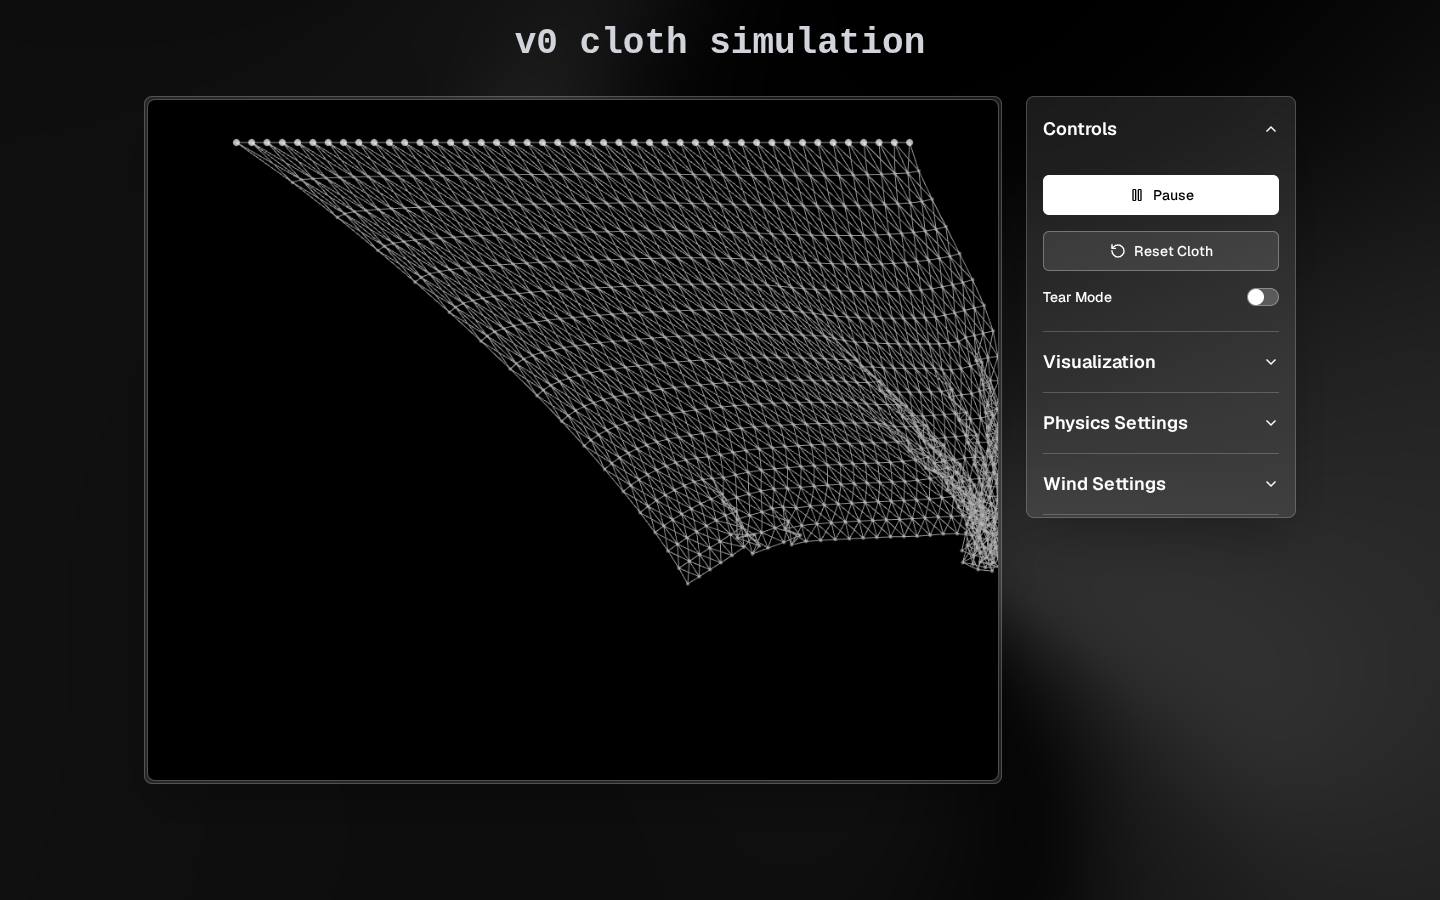 v0 cloth simulation
Controls
Pause
Reset Cloth
Tear Mode
Visualization
Physics Settings
Wind Settings